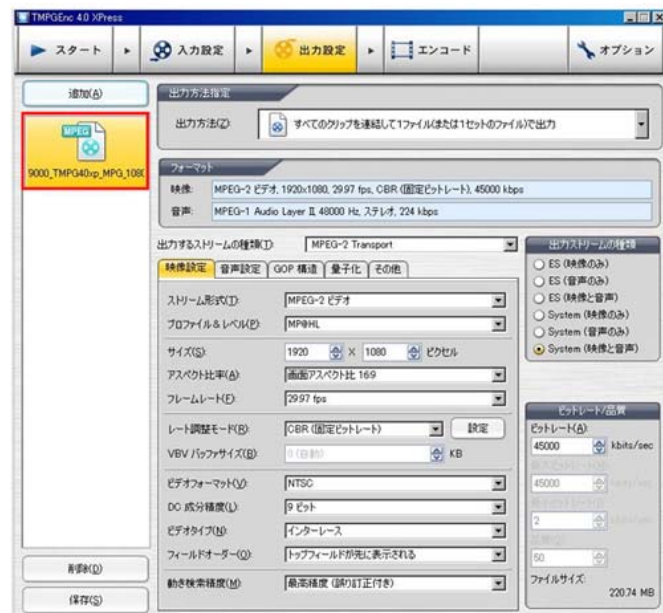 TMPGEnc 4.0 XPress
スタート
入力設定
出力設定
エンコード
オプション
追加(A)
MPEG
9000_TMPG40xp_MPG_1080
削除(D)
保存(S)
出力方法指定
出力方法(Z)
すべてのクリップを連結して1ファイル(または1セットのファイル)で出力
フォーマット
映像: MPEG-2 ビデオ, 1920x1080, 29.97 fps, CBR (固定ビットレート), 45000 kbps
音声: MPEG-1 Audio Layer II, 48000 Hz, ステレオ, 224 kbps
出力するストリームの種類(T): MPEG-2 Transport
映像設定 音声設定 GOP 構造 量子化 その他
ストリーム形式(T): MPEG-2 ビデオ
プロファイル & レベル(P): MP@HL
サイズ(S): 1920 × 1080 ピクセル
アスペクト比率(A): 画面アスペクト比 16:9
フレームレート(F): 29.97 fps
レート調整モード(R): CBR (固定ビットレート) 設定
VBV バッファサイズ(B): 0 (自動) KB
ビデオフォーマット(V): NTSC
DC 成分精度(L): 9 ビット
ビデオタイプ(N): インターレース
フィールドオーダー(O): トップフィールドが先に表示される
動き検索精度(M): 最高精度 (誤り訂正付き)
出力ストリームの種類
ES (映像のみ)
ES (音声のみ)
ES (映像と音声)
System (映像のみ)
System (音声のみ)
System (映像と音声)
ビットレート/品質
ビットレート(A):
45000 kbits/sec
45000
2
50
ファイルサイズ:
220.74 MB